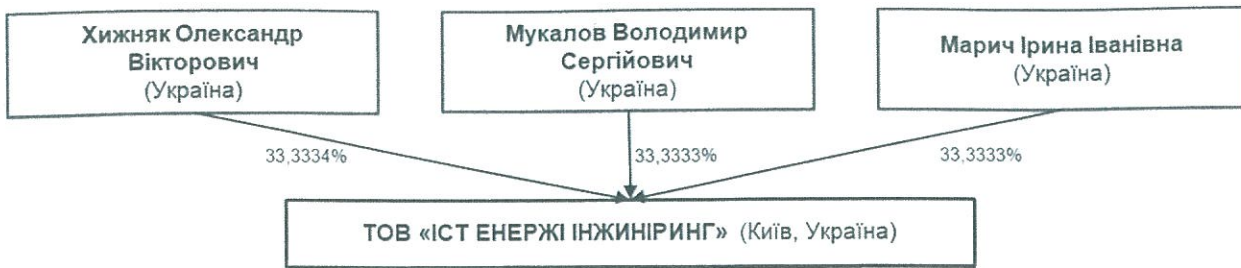 Хижняк Олександр
Вікторович
(Україна)
Мукалов Володимир
Сергійович
(Україна)
Марич Ірина Іванівна
(Україна)
33,3334%
33,3333%
33,3333%
ТОВ «ІСТ ЕНЕРЖІ ІНЖИНІРИНГ» (Київ, Україна)